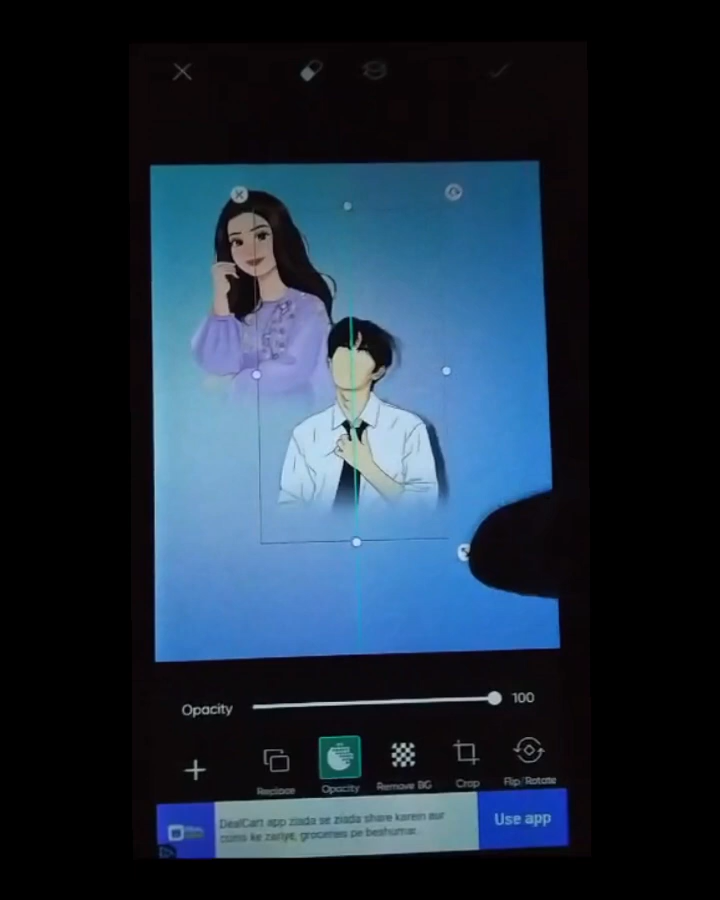 Opacity
100
Replace
Opacity
Remove BG
Crop
Flip/Rotate
DealCart app ziada se ziada share karein aur
coins ke zariye, groceries pe beshumar.
Use app